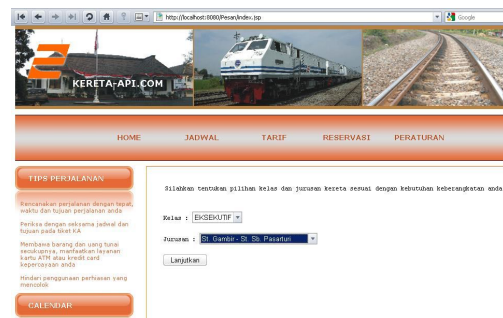 http://localhost:8080/Pesan/index.jsp
Google
KERETA-API.COM
HOME JADWAL TARIF RESERVASI PERATURAN
TIPS PERJALANAN
Rencanakan perjalanan dengan tepat,
waktu dan tujuan perjalanan anda
Periksa dengan seksama jadwal dan
tujuan pada tiket KA
Membawa barang dan uang tunai
secukupnya, manfaatkan layanan
kartu ATM atau kredit card
kepercayaan anda
Hindari penggunaan perhiasan yang
mencolok
CALENDAR
Silahkan tentukan pilihan kelas dan jurusan kereta sesuai dengan kebutuhan keberangkatan anda
Kelas : EKSEKUTIF
Jurusan : St. Gambir - St. Sb. Pasarturi
Lanjutkan